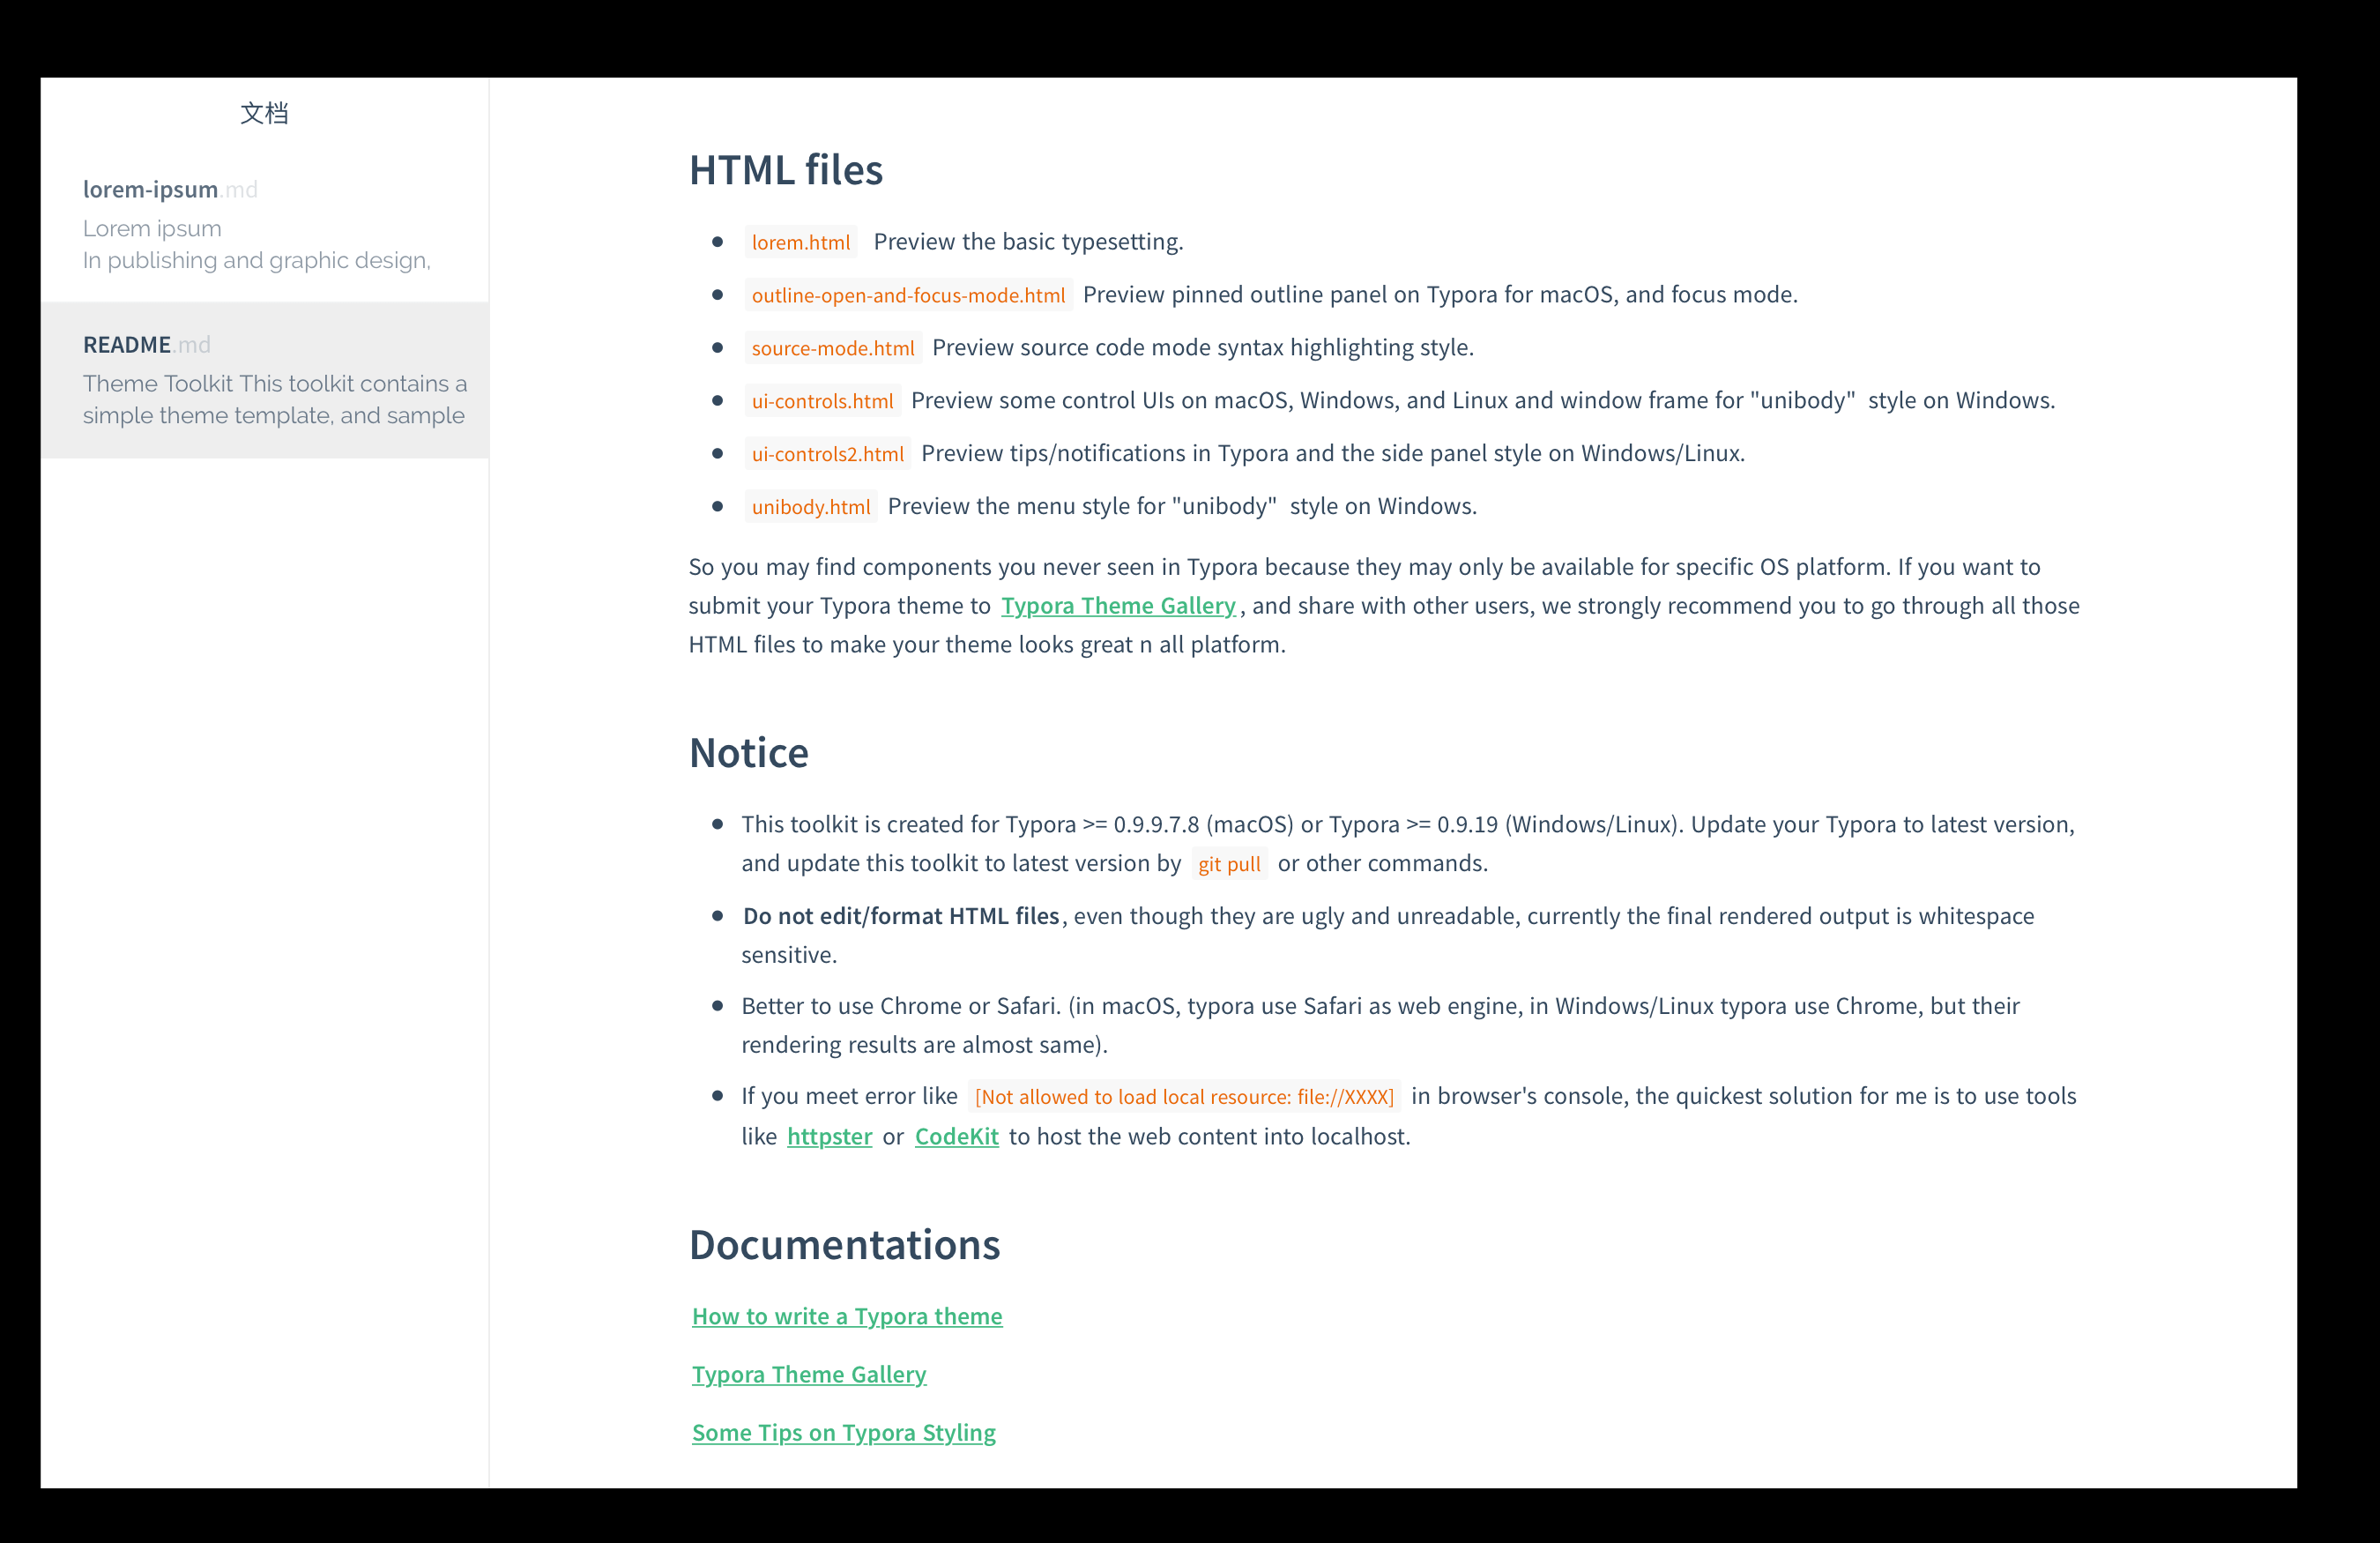 文档
lorem-ipsum.md
Lorem ipsum
In publishing and graphic design,
README.md
Theme Toolkit This toolkit contains a
simple theme template, and sample
HTML files
lorem.html Preview the basic typesetting.
outline-open-and-focus-mode.html Preview pinned outline panel on Typora for macOS, and focus mode.
source-mode.html Preview source code mode syntax highlighting style.
ui-controls.html Preview some control UIs on macOS, Windows, and Linux and window frame for "unibody" style on Windows.
ui-controls2.html Preview tips/notifications in Typora and the side panel style on Windows/Linux.
unibody.html Preview the menu style for "unibody" style on Windows.
So you may find components you never seen in Typora because they may only be available for specific OS platform. If you want to
submit your Typora theme to Typora Theme Gallery, and share with other users, we strongly recommend you to go through all those
HTML files to make your theme looks great n all platform.
Notice
This toolkit is created for Typora >= 0.9.9.7.8 (macOS) or Typora >= 0.9.19 (Windows/Linux). Update your Typora to latest version,
and update this toolkit to latest version by git pull or other commands.
Do not edit/format HTML files, even though they are ugly and unreadable, currently the final rendered output is whitespace
sensitive.
Better to use Chrome or Safari. (in macOS, typora use Safari as web engine, in Windows/Linux typora use Chrome, but their
rendering results are almost same).
If you meet error like [Not allowed to load local resource: file://XXXX] in browser's console, the quickest solution for me is to use tools
like httpster or CodeKit to host the web content into localhost.
Documentations
How to write a Typora theme
Typora Theme Gallery
Some Tips on Typora Styling